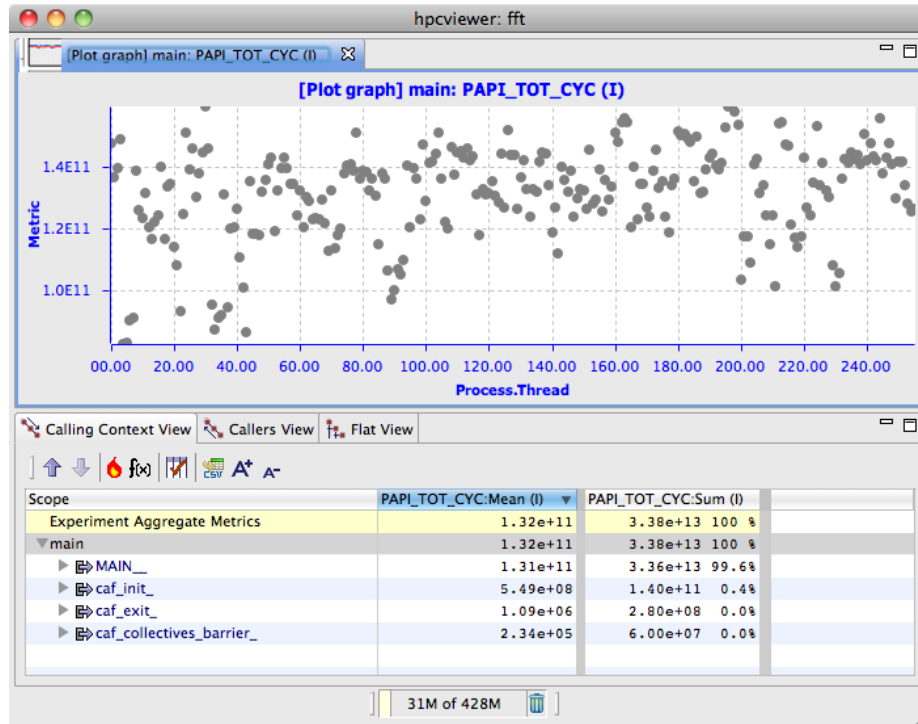 hpcviewer: fft
[Plot graph] main: PAPI_TOT_CYC (I)
[Plot graph] main: PAPI_TOT_CYC (I)
1.4E11
1.2E11
1.0E11
Metric
00.00 20.00 40.00 60.00 80.00 100.00 120.00 140.00 160.00 180.00 200.00 220.00 240.00
Process.Thread
Calling Context View Callers View Flat View
f(x) CSV A+ A-
Scope PAPI_TOT_CYC:Mean (I) PAPI_TOT_CYC:Sum (I)
Experiment Aggregate Metrics 1.32e+11 3.38e+13 100 %
main 1.32e+11 3.38e+13 100 %
MAIN__ 1.31e+11 3.36e+13 99.6%
caf_init_ 5.49e+08 1.40e+11 0.4%
caf_exit_ 1.09e+06 2.80e+08 0.0%
caf_collectives_barrier_ 2.34e+05 6.00e+07 0.0%
31M of 428M